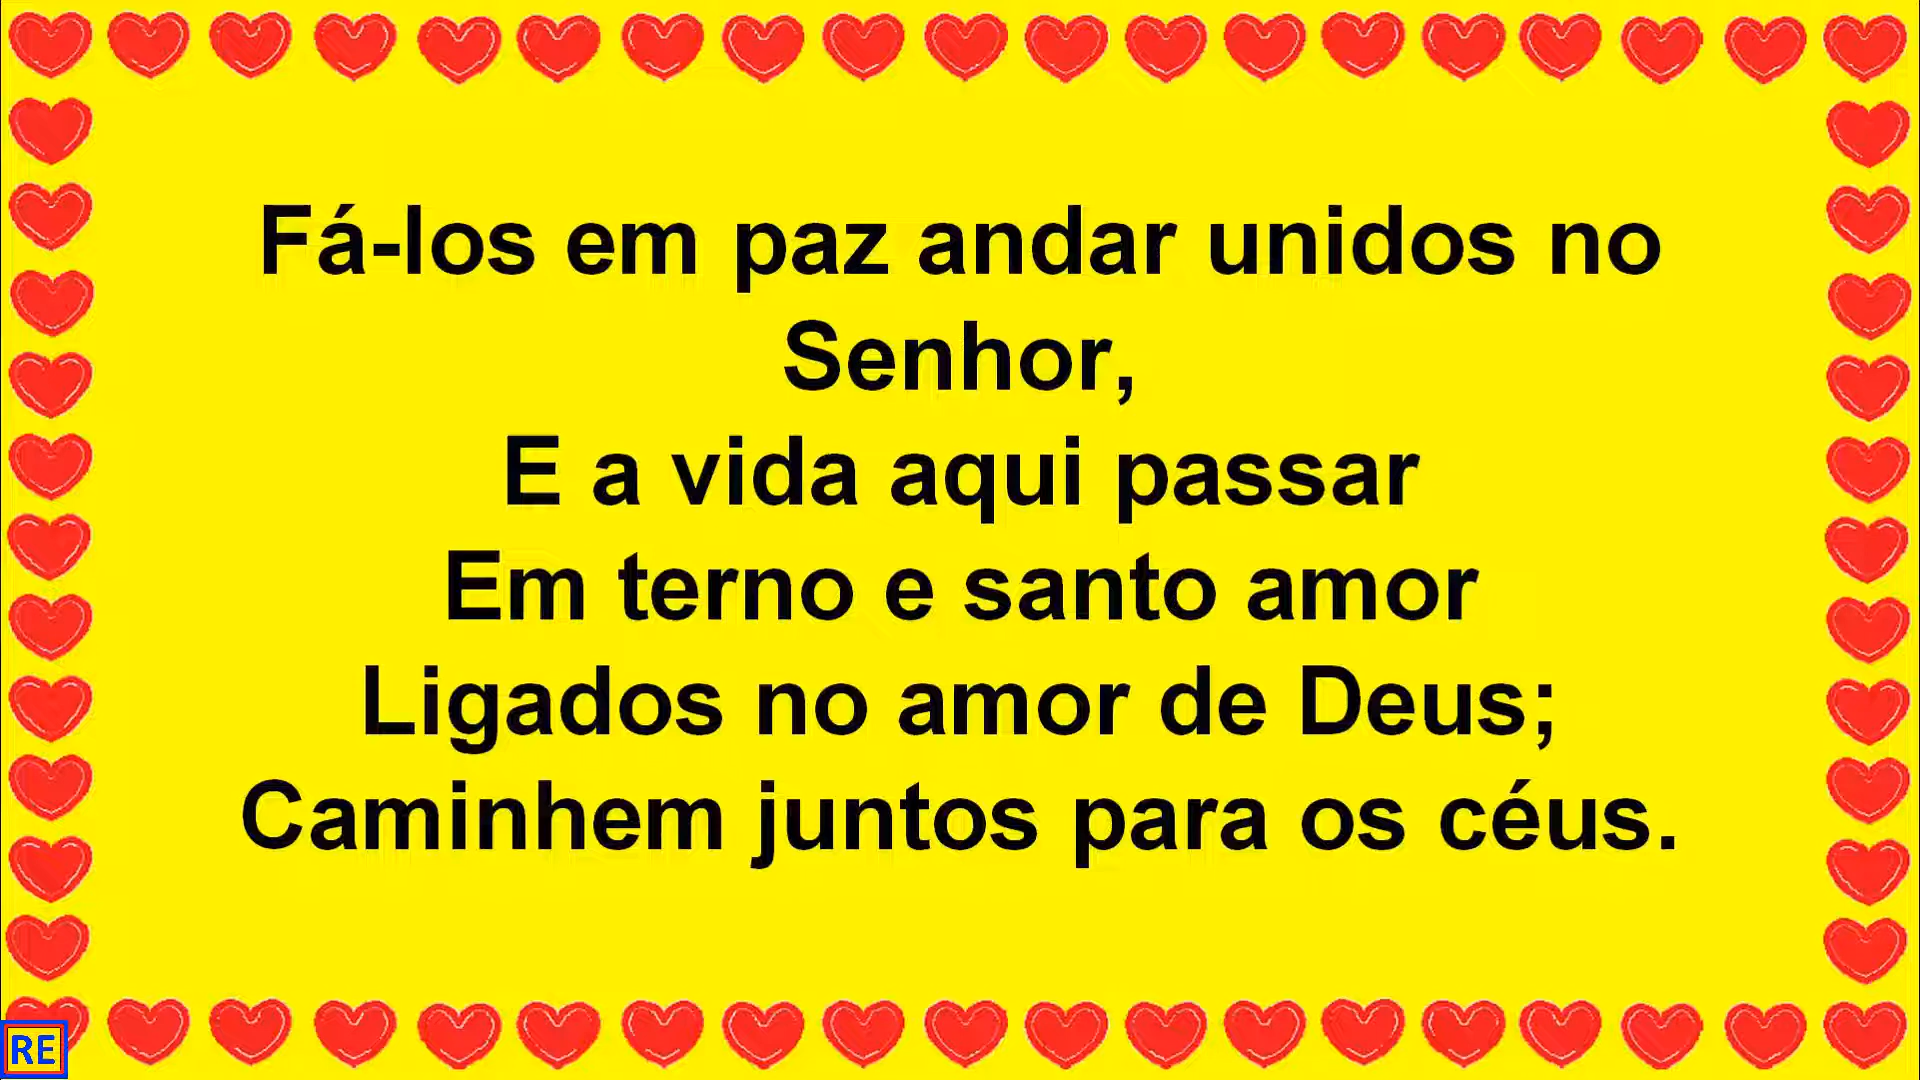 Fá-los em paz andar unidos no
Senhor,
E a vida aqui passar
Em terno e santo amor
Ligados no amor de Deus;
Caminhem juntos para os céus.
RE